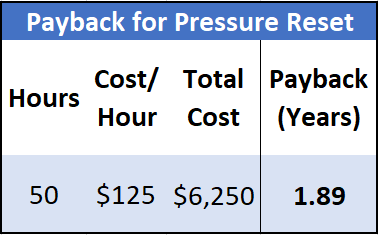 Payback for Pressure Reset
Hours Cost/ Hour Total Cost Payback (Years)
50 $125 $6,250 1.89